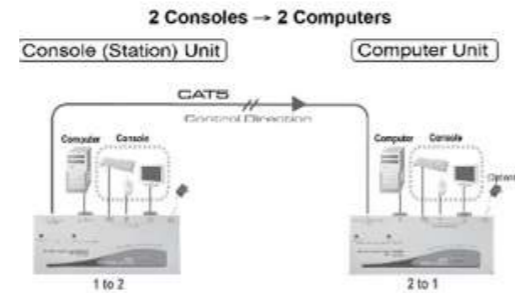 2 Consoles → 2 Computers
Console (Station) Unit
Computer Unit
CAT5
Control Direction
Computer
Console
Computer
Console
1 to 2
2 to 1